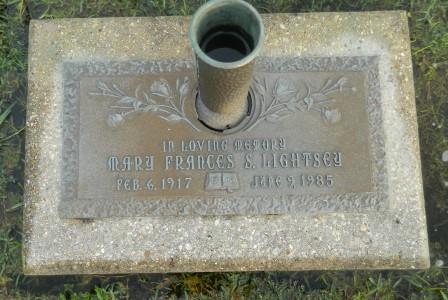 IN LOVING MEMORY
MARY FRANCES S. LIGHTSEY
FEB. 6, 1917 JUNE 9, 1985